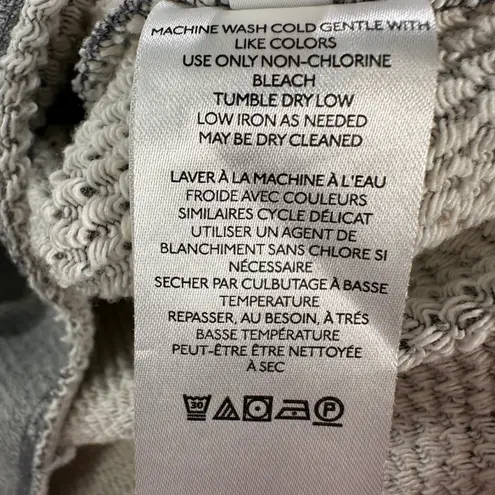 MACHINE WASH COLD GENTLE WITH
LIKE COLORS
USE ONLY NON-CHLORINE
BLEACH
TUMBLE DRY LOW
LOW IRON AS NEEDED
MAY BE DRY CLEANED
LAVER À LA MACHINE À L'EAU
FROIDE AVEC COULEURS
SIMILAIRES CYCLE DÉLICAT
UTILISER UN AGENT DE
BLANCHIMENT SANS CHLORE SI
NÉCESSAIRE
SECHER PAR CULBUTAGE À BASSE
TEMPERATURE
REPASSER, AU BESOIN, À TRÉS
BASSE TEMPÉRATURE
PEUT-ÊTRE ÊTRE NETTOYÉE
À SEC
30 P